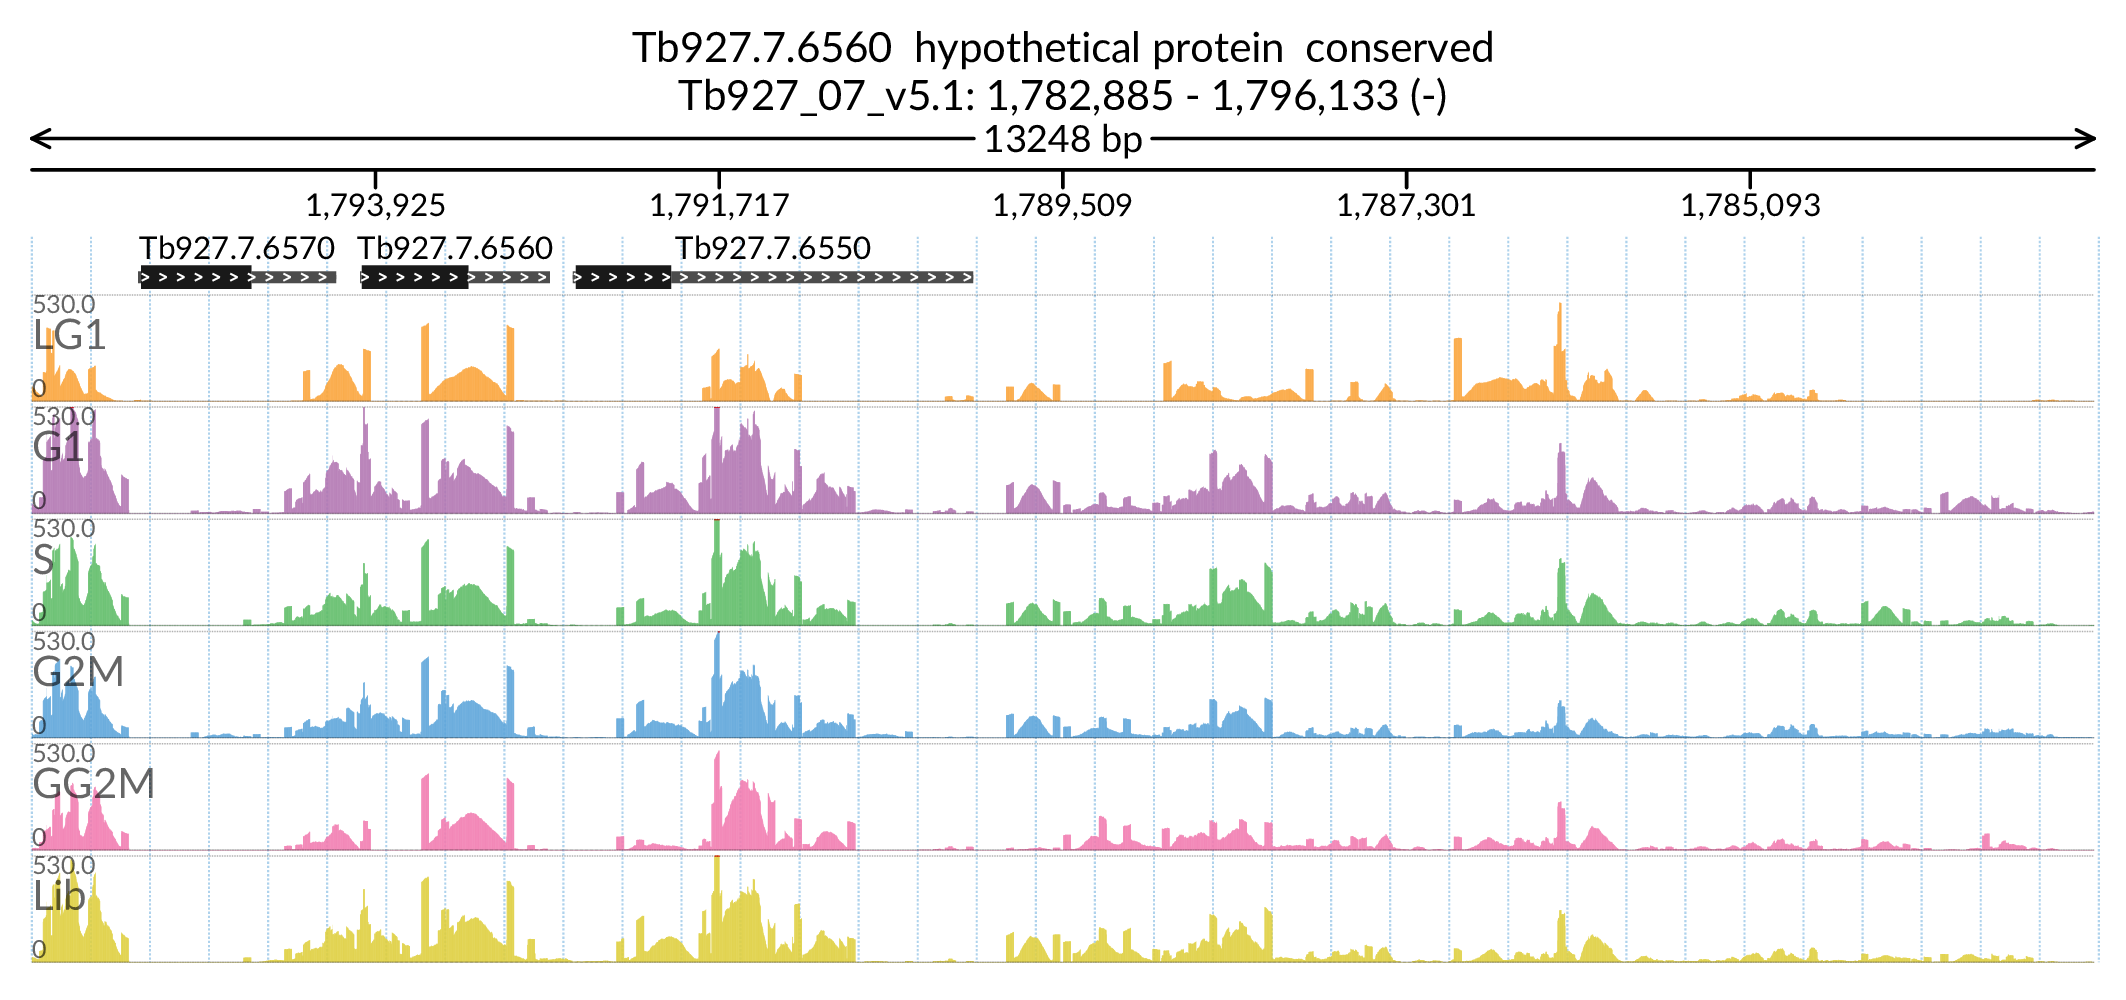 Tb927.7.6560  hypothetical protein  conserved
Tb927_07_v5.1: 1,782,885 - 1,796,133 (-)
13248 bp
1,793,925 1,791,717 1,789,509 1,787,301 1,785,093
Tb927.7.6570 Tb927.7.6560 Tb927.7.6550
530.0
LG1
0
530.0
G1
0
530.0
S
0
530.0
G2M
0
530.0
GG2M
0
530.0
Lib
0